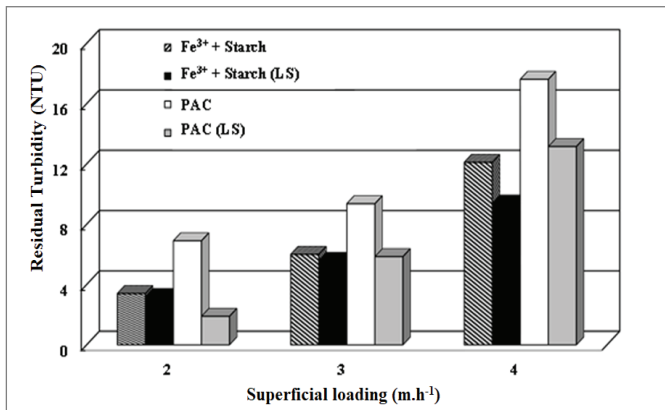 20
16
12
8
4
0
Residual Turbidity (NTU)
Fe³⁺ + Starch
Fe³⁺ + Starch (LS)
PAC
PAC (LS)
2 3 4
Superficial loading (m.h⁻¹)